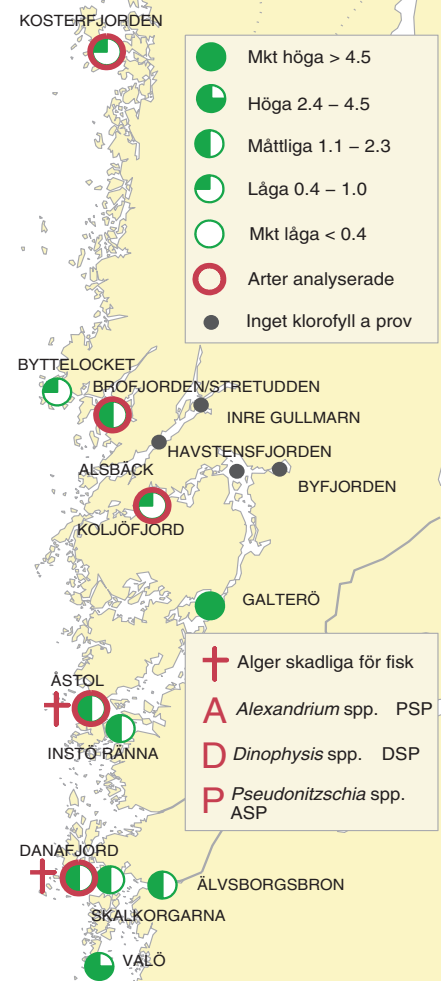 KOSTERFJORDEN
Mkt höga > 4.5
Höga 2.4 – 4.5
Måttliga 1.1 – 2.3
Låga 0.4 – 1.0
Mkt låga < 0.4
Arter analyserade
Inget klorofyll a prov
BYTTELOCKET
BROFJORDEN/STRETUDDEN
INRE GULLMARN
HAVSTENSFJORDEN
ALSBÄCK
BYFJORDEN
KOLJÖFJORD
GALTERÖ
Alger skadliga för fisk
ÅSTOL
A Alexandrium spp. PSP
INSTÖ RÄNNA
D Dinophysis spp. DSP
P Pseudonitzschia spp.
ASP
DANAFJORD
ÄLVSBORGSBRON
SKALKORGARNA
VALÖ